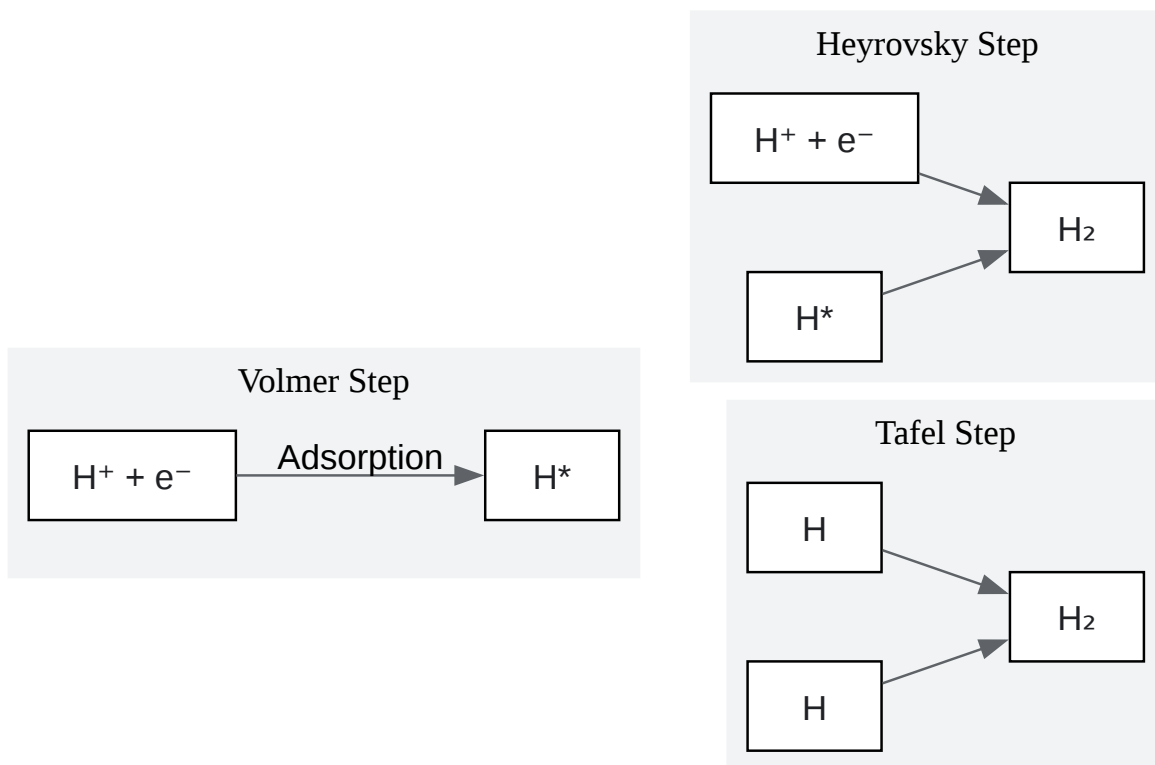 Volmer Step
H⁺ + e⁻
Adsorption
H*
Heyrovsky Step
H⁺ + e⁻
H*
H₂
Tafel Step
H
H
H₂